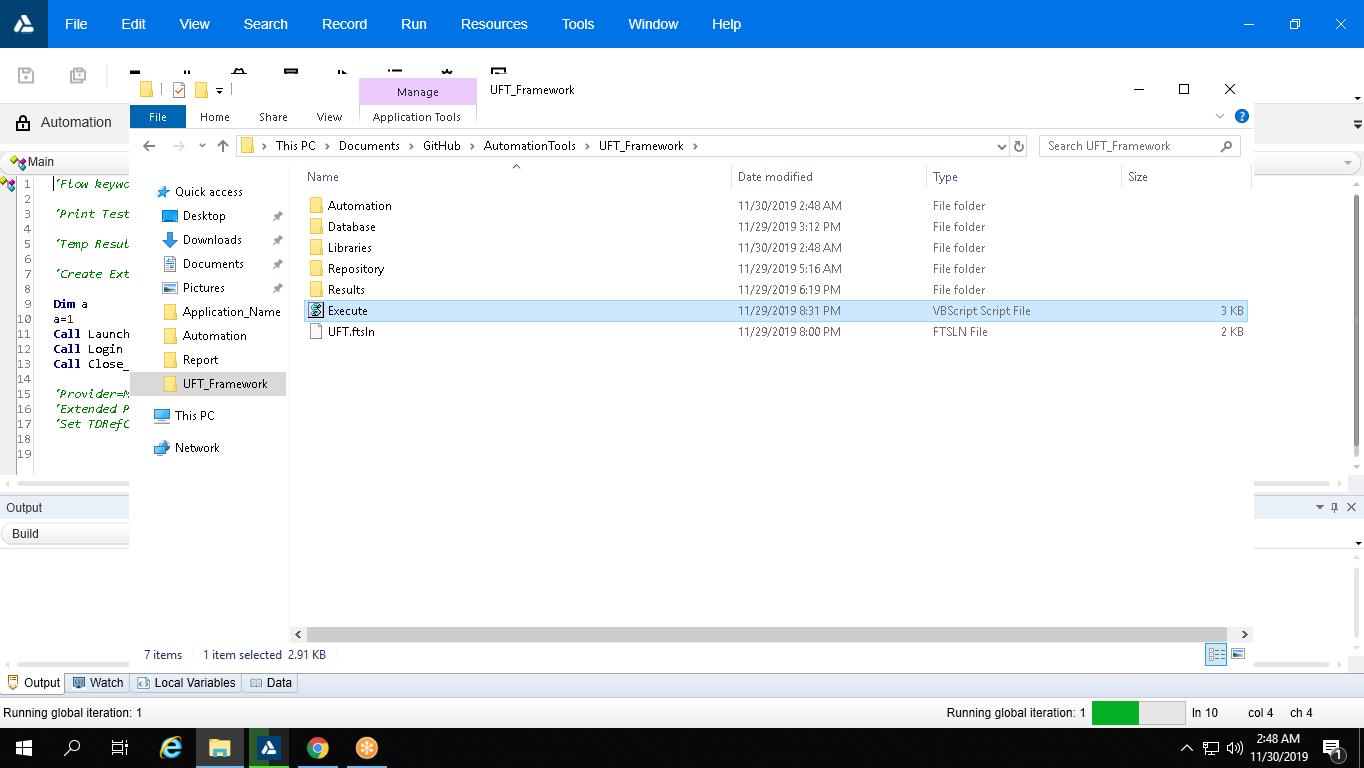 File Edit View Search Record Run Resources Tools Window Help
Manage UFT_Framework
File Home Share View Application Tools
Automation
This PC Documents GitHub AutomationTools UFT_Framework Search UFT_Framework
Main
Name Date modified Type Size
Quick access
Desktop
Downloads
Documents
Pictures
Application_Name
Automation
Report
UFT_Framework
This PC
Network
Automation 11/30/2019 2:48 AM File folder
Database 11/29/2019 3:12 PM File folder
Libraries 11/30/2019 2:48 AM File folder
Repository 11/29/2019 5:16 AM File folder
Results 11/29/2019 6:19 PM File folder
Execute 11/29/2019 8:31 PM VBScript Script File 3 KB
UFT.ftsln 11/29/2019 8:00 PM FTSLN File 2 KB
1 'Flow keywo
2
3 'Print Test
4
5 'Temp Resul
6
7 'Create Ext
8
9 Dim a
10 a=1
11 Call Launch
12 Call Login
13 Call Close_
14
15 'Provider=M
16 'Extended P
17 'Set TDRefC
18
19
Output
Build
7 items 1 item selected 2.91 KB
Output Watch Local Variables Data
Running global iteration: 1 Running global iteration: 1 ln 10 col 4 ch 4
2:48 AM
11/30/2019
1